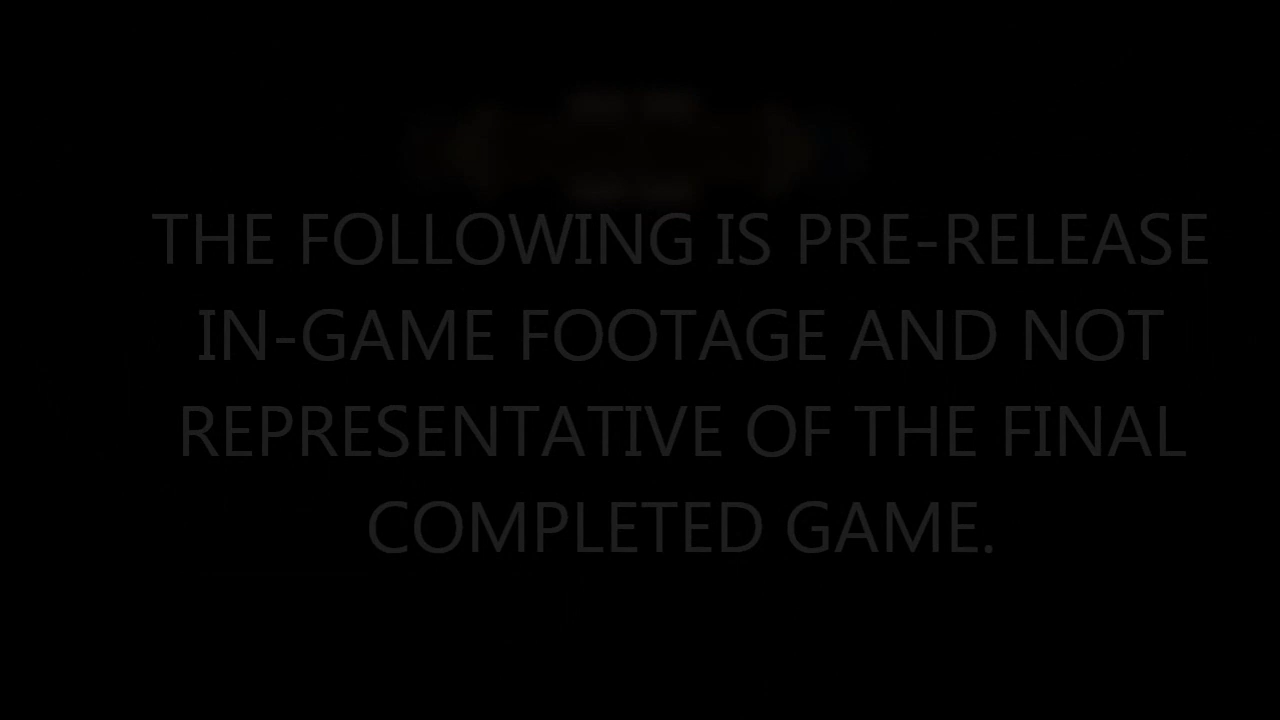 THE FOLLOWING IS PRE-RELEASE
IN-GAME FOOTAGE AND NOT
REPRESENTATIVE OF THE FINAL
COMPLETED GAME.